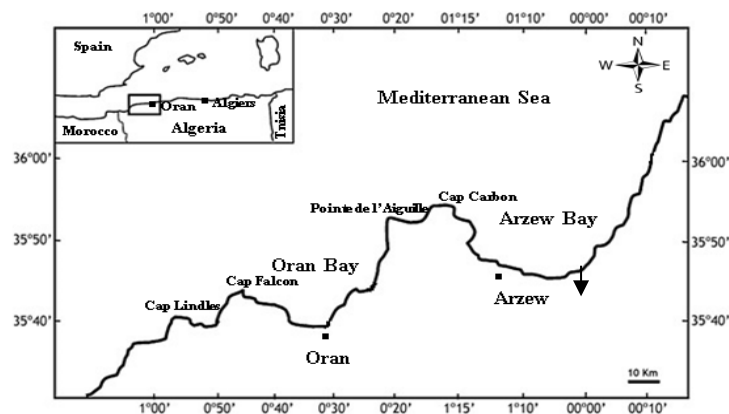 1°00’ 0°50’ 0°40’ 0°30’ 0°20’ 01°15’ 01°10’ 00°00’ 00°10’
Spain
Oran
Algiers
Morocco
Algeria
Tnisia
N
W E
S
Mediterranean Sea
36°00’ 36°00’
Pointe de l’Aiguille
Cap Carbon
Arzew Bay
35°50’ 35°50’
Oran Bay
Cap Falcon
Cap Lindles
Arzew
35°40’ 35°40’
Oran
10 Km
1°00’ 0°50’ 0°40’ 0°30’ 0°20’ 01°15’ 01°10’ 00°00’ 00°10’